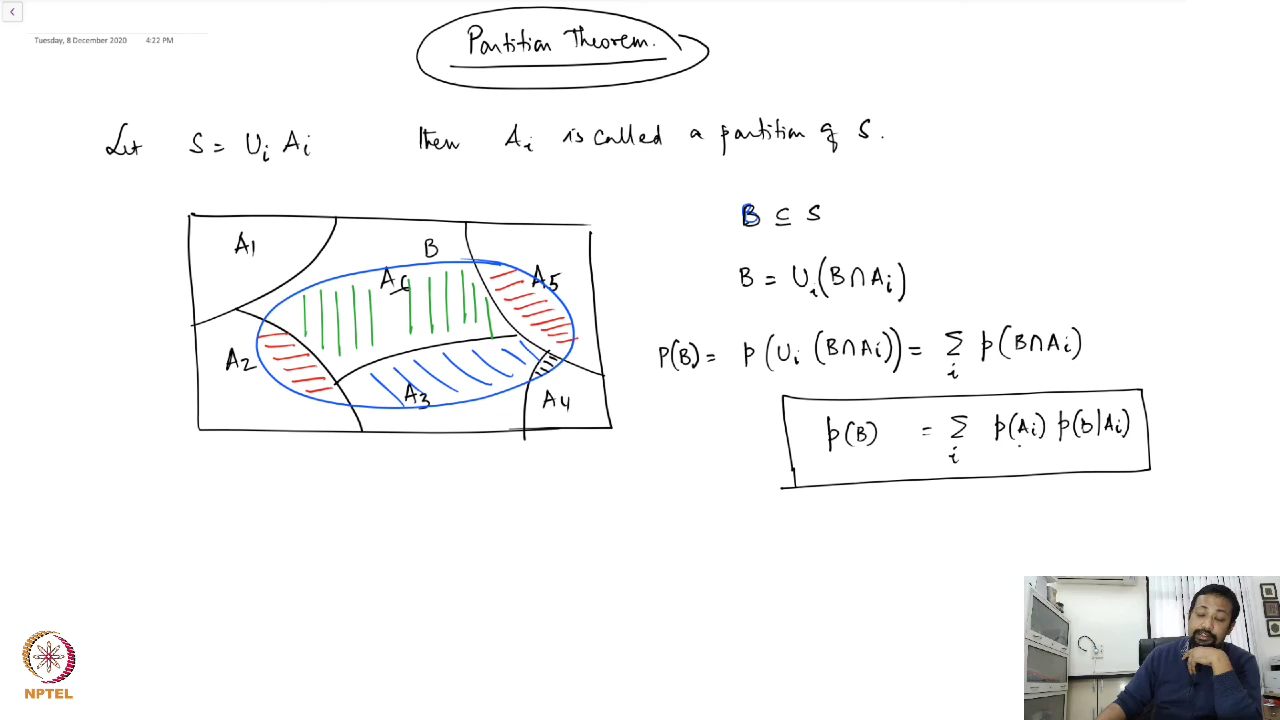 Tuesday, 8 December 2020 4:22 PM
Partition Theorem.
Let S = ∪i Ai then Ai is called a partition of S.
B ⊆ S
A1
B
A6
A5
B = ∪i (B∩Ai)
A2
P(B) = p(∪i (B∩Ai)) = Σi p(B∩Ai)
A3
A4
p(B) = Σi p(Ai) p(B|Ai)
NPTEL